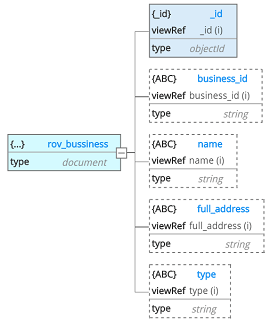 {_id} _id
viewRef _id (i)
type objectId
{ABC} business_id
viewRef business_id (i)
type string
{...} rov_bussiness
type document
{ABC} name
viewRef name (i)
type string
{ABC} full_address
viewRef full_address (i)
type string
{ABC} type
viewRef type (i)
type string